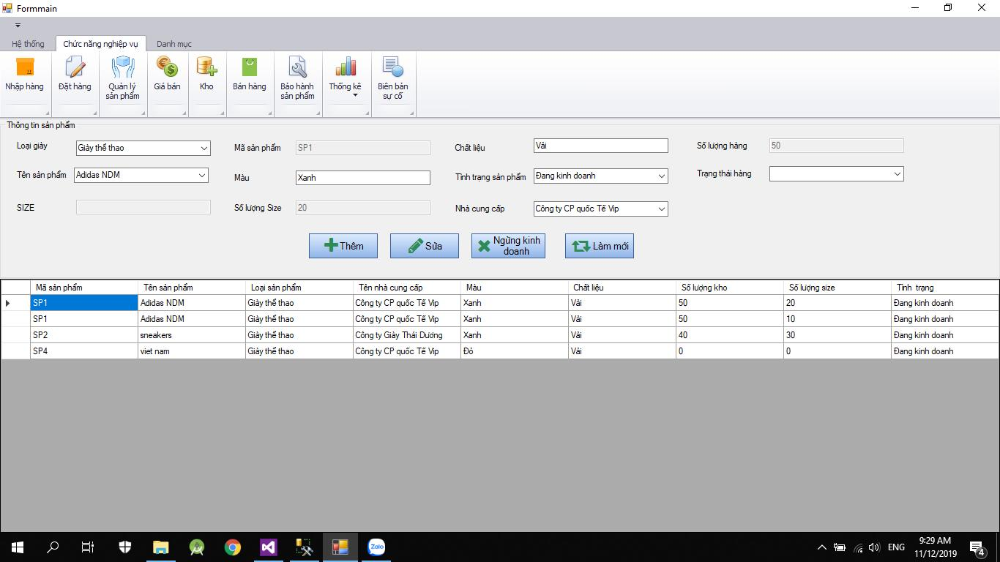 Formmain
Hệ thống Chức năng nghiệp vụ Danh mục
Nhập hàng Đặt hàng Quản lý sản phẩm Giá bán Kho Bán hàng Bảo hành sản phẩm Thống kê Biên bản sự cố
Thông tin sản phẩm
Loại giày Giày thể thao Mã sản phẩm SP1 Chất liệu Vải Số lượng hàng 50
Tên sản phẩm Adidas NDM Màu Xanh Tình trạng sản phẩm Đang kinh doanh Trạng thái hàng
SIZE Số lượng Size 20 Nhà cung cấp Công ty CP quốc Tế Vip
Thêm Sửa Ngừng kinh doanh Làm mới
Mã sản phẩm Tên sản phẩm Loại sản phẩm Tên nhà cung cấp Màu Chất liệu Số lượng kho Số lượng size Tình trạng
SP1 Adidas NDM Giày thể thao Công ty CP quốc Tế Vip Xanh Vải 50 20 Đang kinh doanh
SP1 Adidas NDM Giày thể thao Công ty CP quốc Tế Vip Xanh Vải 50 10 Đang kinh doanh
SP2 sneakers Giày thể thao Công ty Giày Thái Dương Xanh Vải 40 30 Đang kinh doanh
SP4 viet nam Giày thể thao Công ty CP quốc Tế Vip Đỏ Vải 0 0 Đang kinh doanh
Zalo ENG 9:29 AM
11/12/2019 4